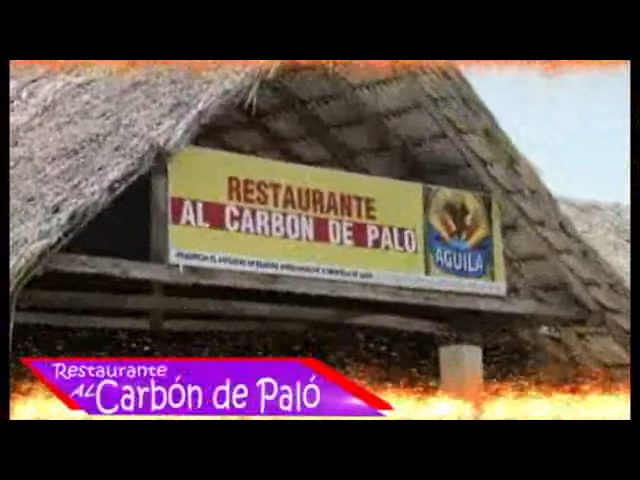 RESTAURANTE
AL CARBON DE PALO
AGUILA
Restaurante
AL Carbón de Paló